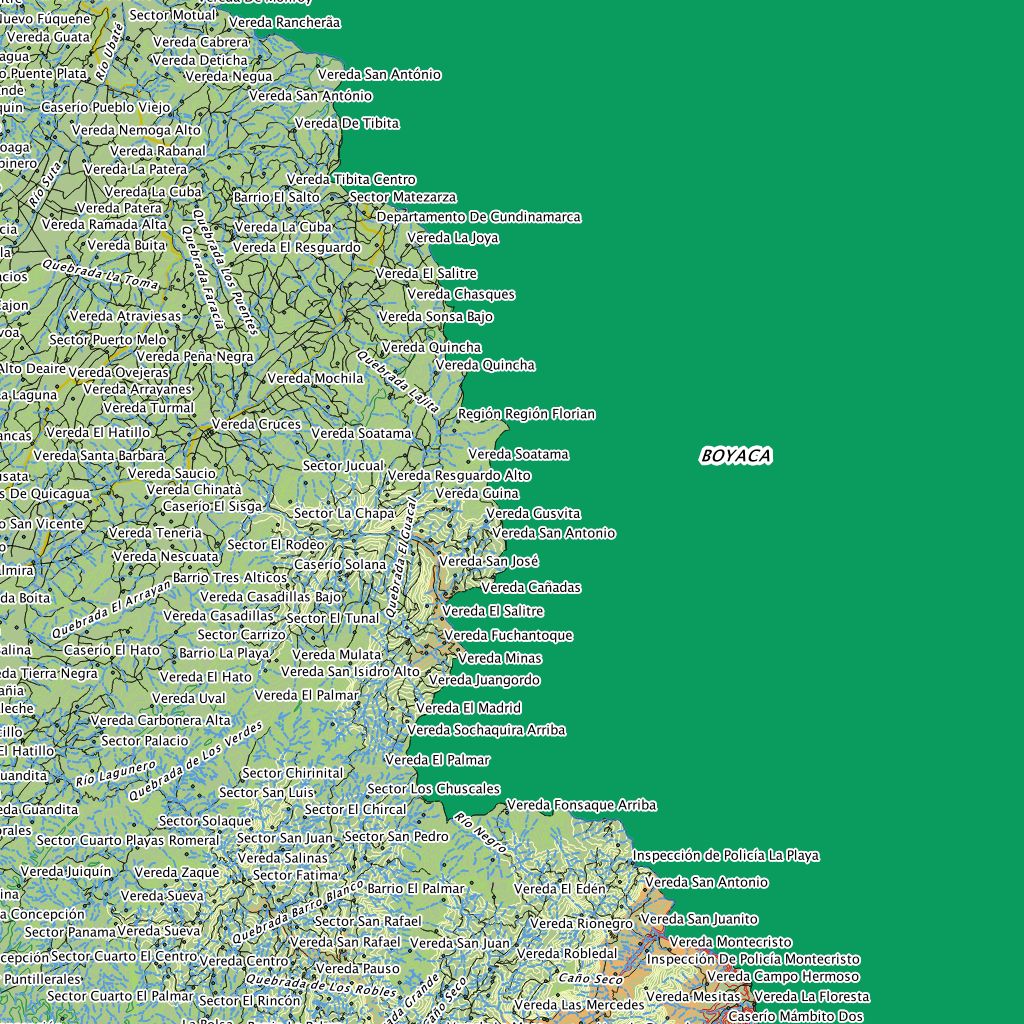 Vereda De Monroy
Sector Motual
Nuevo Fúquene
Vereda Rancherãa
Vereda Guata
Vereda Cabrera
Río Ubaté
Vereda Deticha
Puente Plata
Vereda Negua
Vereda San António
Vereda San António
Caserío Pueblo Viejo
Vereda De Tibita
Vereda Nemoga Alto
Vereda Rabanal
Vereda La Patera
Río Suta
Vereda Tibita Centro
Vereda La Cuba
Barrio El Salto
Sector Matezarza
Vereda Patera
Departamento De Cundinamarca
Vereda Ramada Alta
Vereda La Cuba
Vereda La Joya
Vereda Buita
Vereda El Resguardo
Quebrada Los Puentes
Quebrada Faracía
Quebrada La Toma
Vereda El Salitre
Vereda Chasques
Vereda Atraviesas
Vereda Sonsa Bajo
Sector Puerto Melo
Vereda Quincha
Vereda Peña Negra
Vereda Quincha
Alto Deaire
Vereda Ovejeras
Vereda Mochila
Quebrada Lajita
Vereda Arrayanes
La Laguna
Vereda Turmal
Región Región Florian
Vereda Cruces
Vereda El Hatillo
Vereda Soatama
Vereda Santa Barbara
Vereda Soatama
BOYACA
Sector Jucual
Vereda Saucio
Vereda Resguardo Alto
Vereda Chinatà
De Quicagua
Vereda Guina
Caserío El Sisga
Sector La Chapa
Vereda Gusvita
San Vicente
Vereda Teneria
Vereda San Antonio
Sector El Rodeo
Quebrada El Guacal
Vereda Nescuata
Caserío Solana
Vereda San José
Barrio Tres Alticos
Vereda Cañadas
Quebrada El Arrayan
Vereda Casadillas Bajo
Vereda El Salitre
Vereda Casadillas
Sector El Tunal
Sector Carrizo
Vereda Fuchantoque
Caserío El Hato
Barrio La Playa
Vereda Mulata
Vereda Minas
Tierra Negra
Vereda El Hato
Vereda San Isidro Alto
Vereda Juangordo
Vereda Uval
Vereda El Palmar
Vereda El Madrid
Vereda Carbonera Alta
Vereda Sochaquira Arriba
Sector Palacio
El Hatillo
Quebrada de Los Verdes
Río Lagunero
Vereda El Palmar
Sector Chirinital
Sector San Luis
Sector Los Chuscales
Guandita
Sector El Chircal
Vereda Fonsaque Arriba
Sector Solaque
Río Negro
Sector Cuarto Playas Romeral
Sector San Juan
Sector San Pedro
Vereda Salinas
Inspección de Policía La Playa
Vereda Juiquín
Vereda Zaque
Sector Fatima
Vereda San Antonio
Barrio El Palmar
Vereda El Edén
Vereda Sueva
Quebrada Barro Blanco
La Concepción
Sector San Rafael
Vereda Rionegro
Vereda San Juanito
Sector Panama
Vereda Sueva
Vereda San Rafael
Vereda San Juan
Vereda Montecristo
Sector Cuarto El Centro
Vereda Centro
Vereda Robledal
Inspección De Policía Montecristo
Vereda Pauso
Puntillerales
Quebrada de Los Robles
Caño Seco
Vereda Campo Hermoso
Sector Cuarto El Palmar
Sector El Rincón
Vereda Las Mercedes
Vereda Mesitas
Vereda La Floresta
Caserío Mámbito Dos